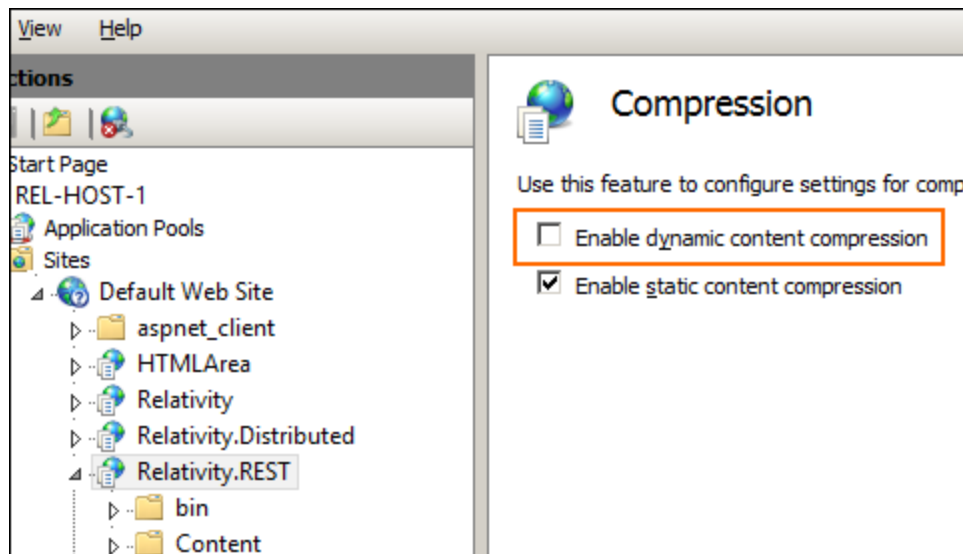 View Help
ctions
Start Page
REL-HOST-1
Application Pools
Sites
Default Web Site
aspnet_client
HTMLArea
Relativity
Relativity.Distributed
Relativity.REST
bin
Content
Compression
Use this feature to configure settings for comp
Enable dynamic content compression
Enable static content compression